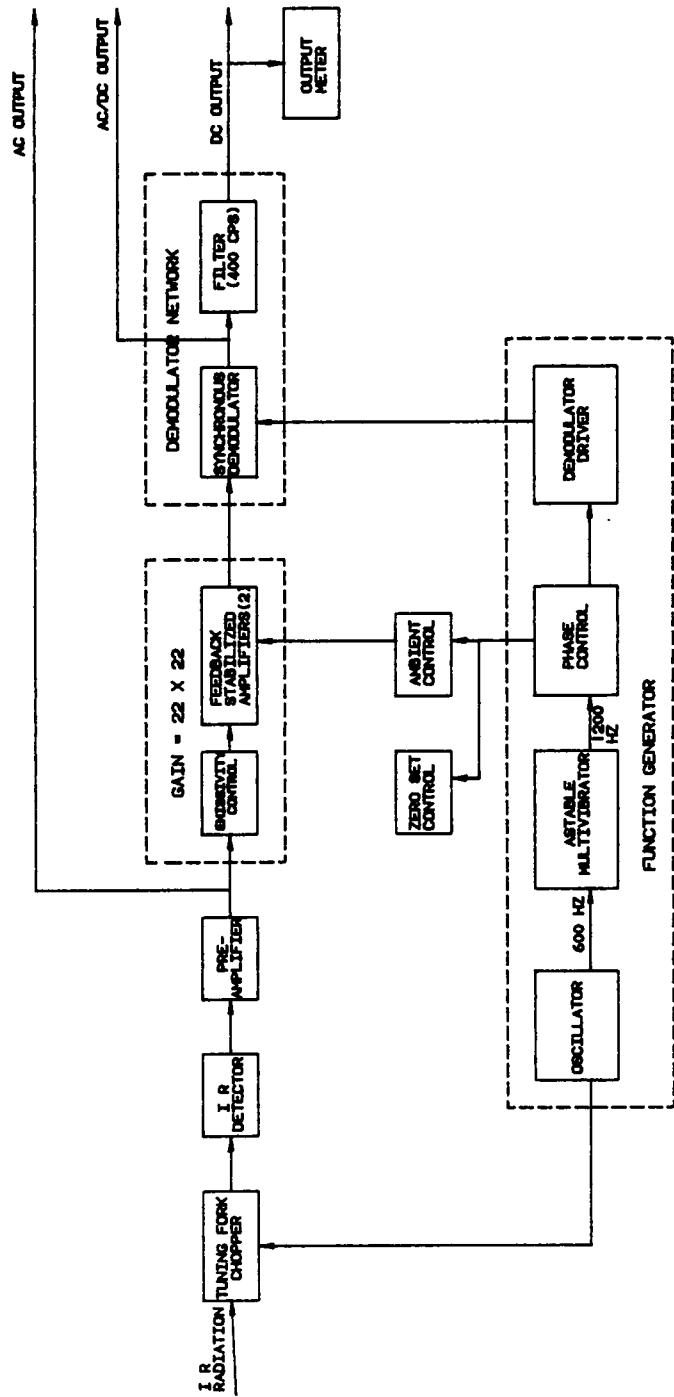 AC OUTPUT
AC/DC OUTPUT
DC OUTPUT
OUTPUT
METER
DEMODULATOR NETWORK
SYNCHRONOUS
DEMODULATOR
FILTER
(400 CPS)
GAIN = 22 X 22
EMISSIVITY
CONTROL
FEEDBACK
STABILIZED
AMPLIFIERS(2)
PRE-
AMPLIFIER
I R
DETECTOR
TUNING FORK
CHOPPER
I R
RADIATION
ZERO SET
CONTROL
AMBIENT
CONTROL
OSCILLATOR
600 HZ
ASTABLE
MULTIVIBRATOR
1200
HZ
PHASE
CONTROL
DEMODULATOR
DRIVER
FUNCTION GENERATOR